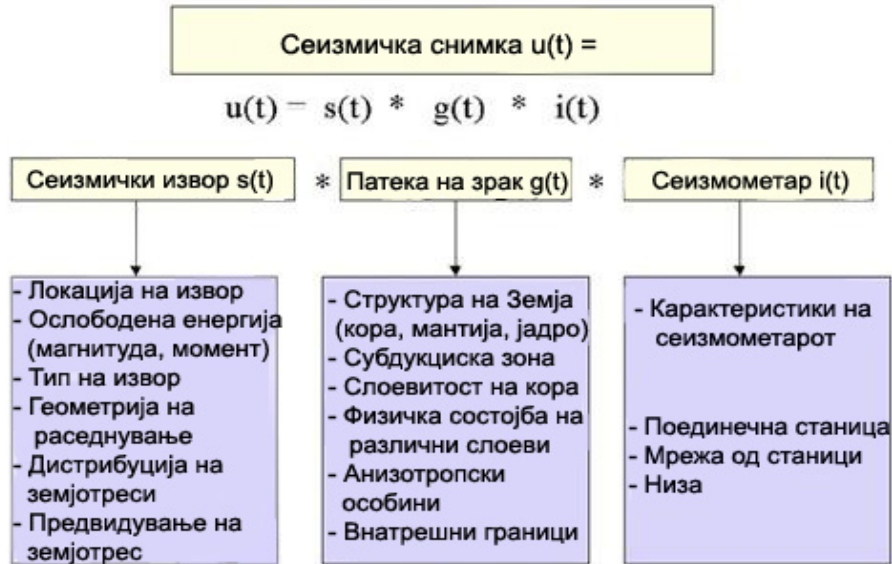 Сеизмичка снимка u(t) =
u(t) = s(t) * g(t) * i(t)
Сеизмички извор s(t) * Патека на зрак g(t) * Сеизмометар i(t)
- Локација на извор
- Ослободена енергија
(магнитуда, момент)
- Тип на извор
- Геометрија на
раседнување
- Дистрибуција на
земјотреси
- Предвидување на
земјотрес
- Структура на Земја
(кора, мантија, јадро)
- Субдукциска зона
- Слоевитост на кора
- Физичка состојба на
различни слоеви
- Анизотропски
особини
- Внатрешни граници
- Карактеристики на
сеизмометарот
- Поединечна станица
- Мрежа од станици
- Низа